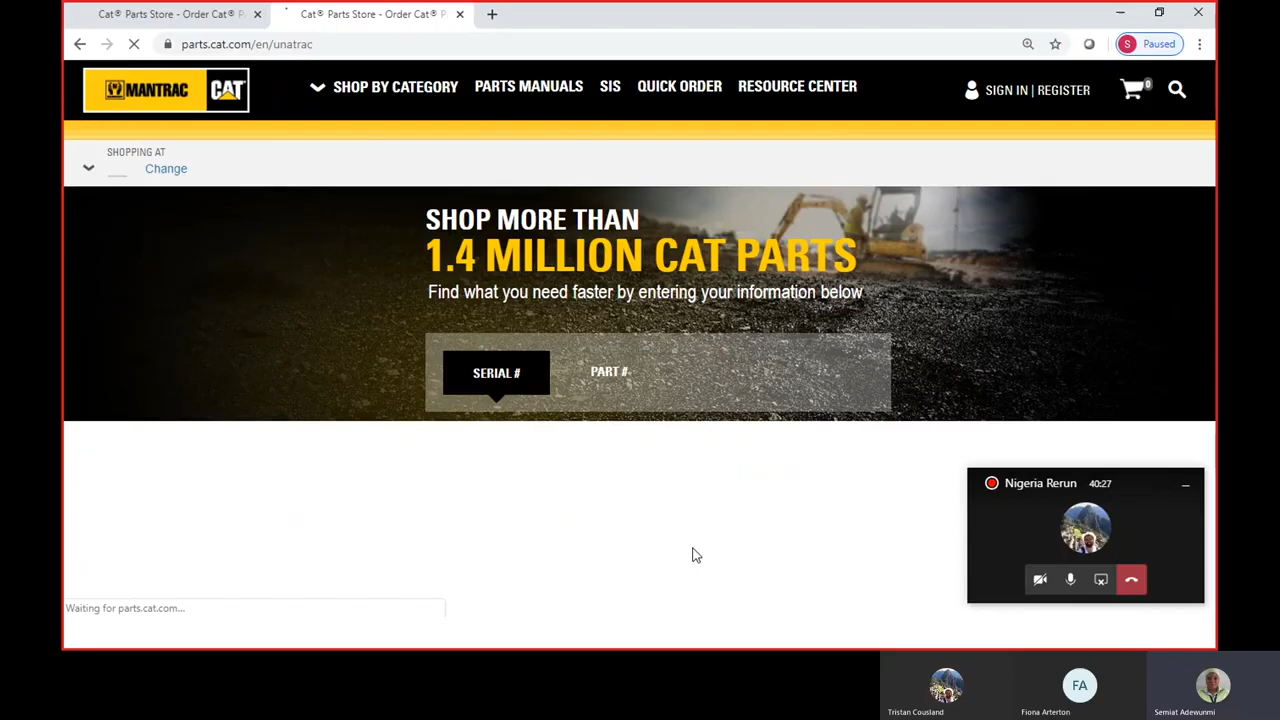 Cat® Parts Store - Order Cat® P
Cat® Parts Store - Order Cat® P
parts.cat.com/en/unatrac
S Paused
MANTRAC CAT
SHOP BY CATEGORY PARTS MANUALS SIS QUICK ORDER RESOURCE CENTER
SIGN IN | REGISTER
0
SHOPPING AT
Change
SHOP MORE THAN
1.4 MILLION CAT PARTS
Find what you need faster by entering your information below
SERIAL # PART #
Nigeria Rerun 40:27
Waiting for parts.cat.com...
FA
Tristan Cousland Fiona Arterton Semiat Adewunmi